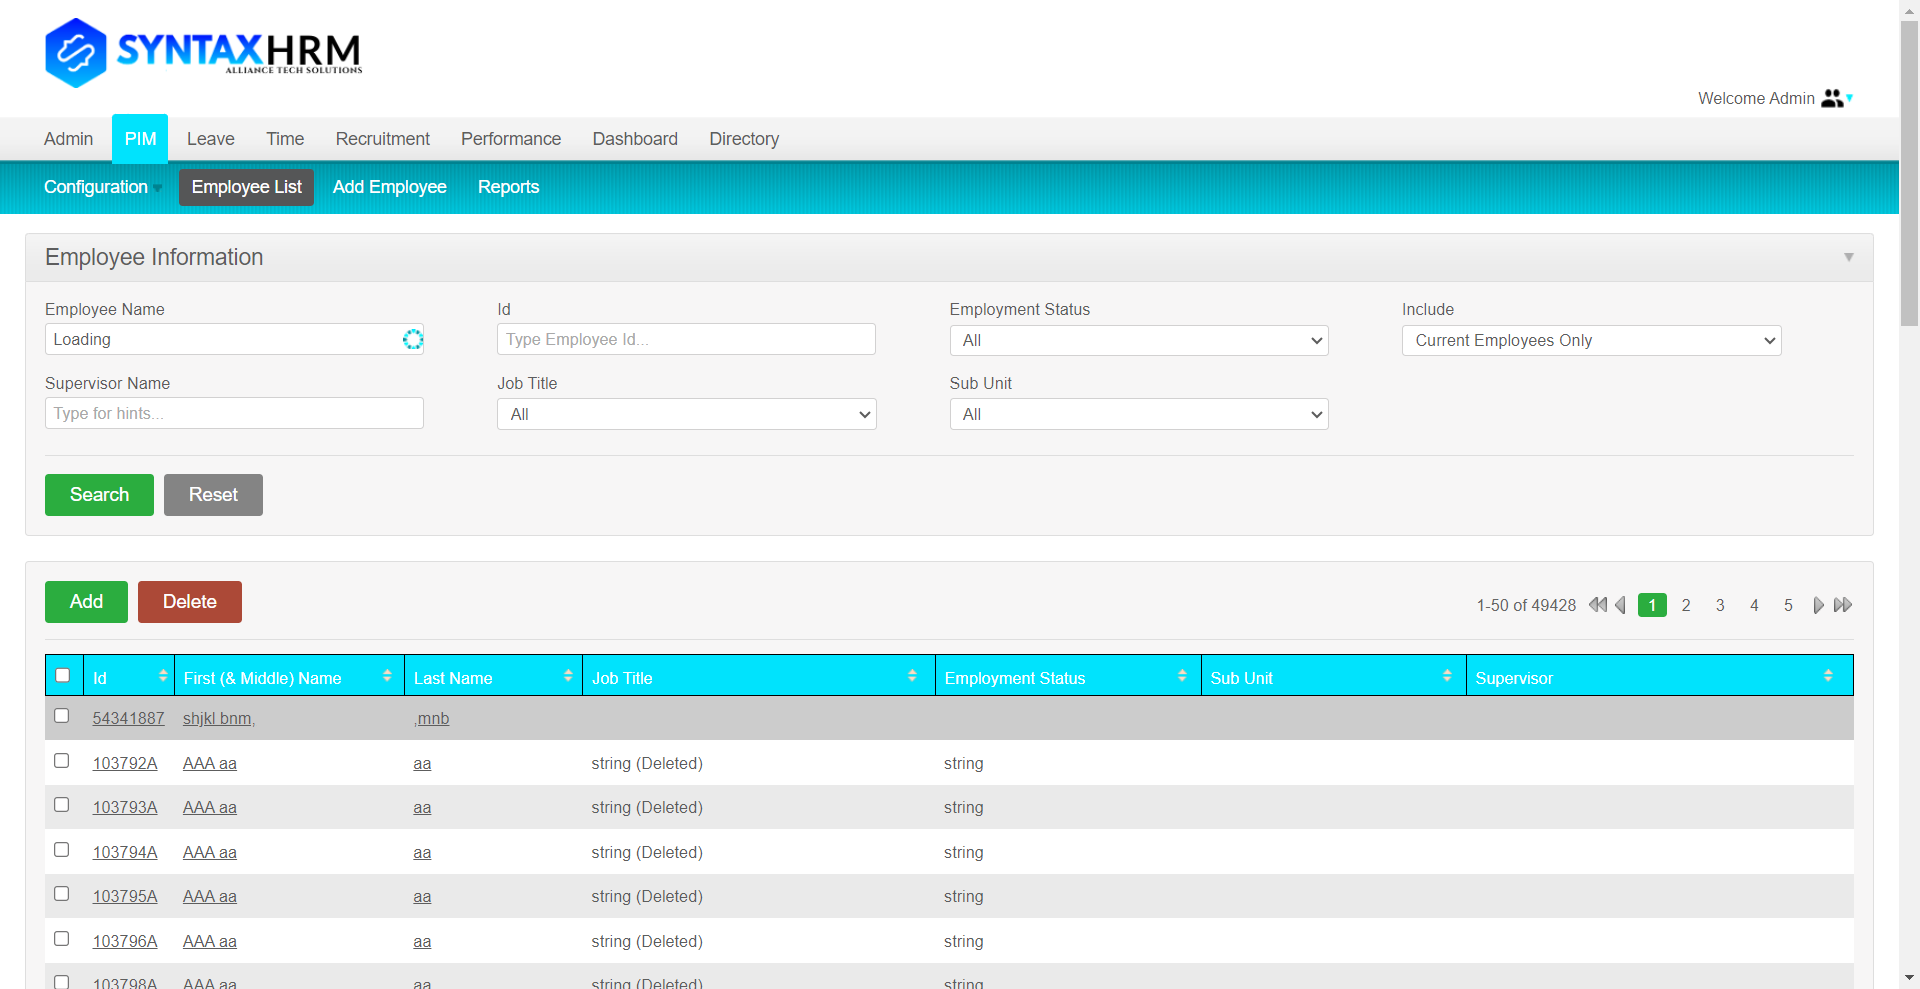 SYNTAXHRM
ALLIANCE TECH SOLUTIONS
Welcome Admin
Admin PIM Leave Time Recruitment Performance Dashboard Directory
Configuration Employee List Add Employee Reports
Employee Information
Employee Name Id Employment Status Include
Loading Type Employee Id... All Current Employees Only
Supervisor Name Job Title Sub Unit
Type for hints... All All
Search Reset
Add Delete 1-50 of 49428 1 2 3 4 5
Id First (& Middle) Name Last Name Job Title Employment Status Sub Unit Supervisor
54341887 shjkl bnm, ,mnb
103792A AAA aa aa string (Deleted) string
103793A AAA aa aa string (Deleted) string
103794A AAA aa aa string (Deleted) string
103795A AAA aa aa string (Deleted) string
103796A AAA aa aa string (Deleted) string
103798A AAA aa aa string (Deleted) string